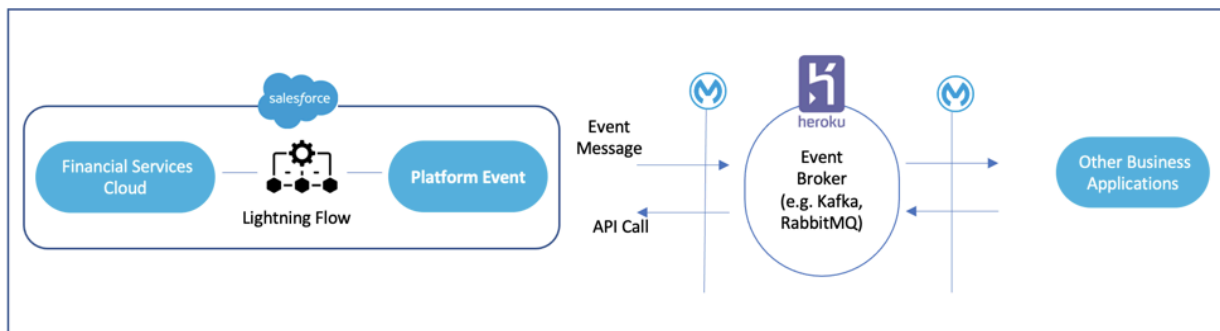 salesforce
Financial Services
Cloud
Lightning Flow
Platform Event
Event
Message
API Call
heroku
Event
Broker
(e.g. Kafka,
RabbitMQ)
Other Business
Applications